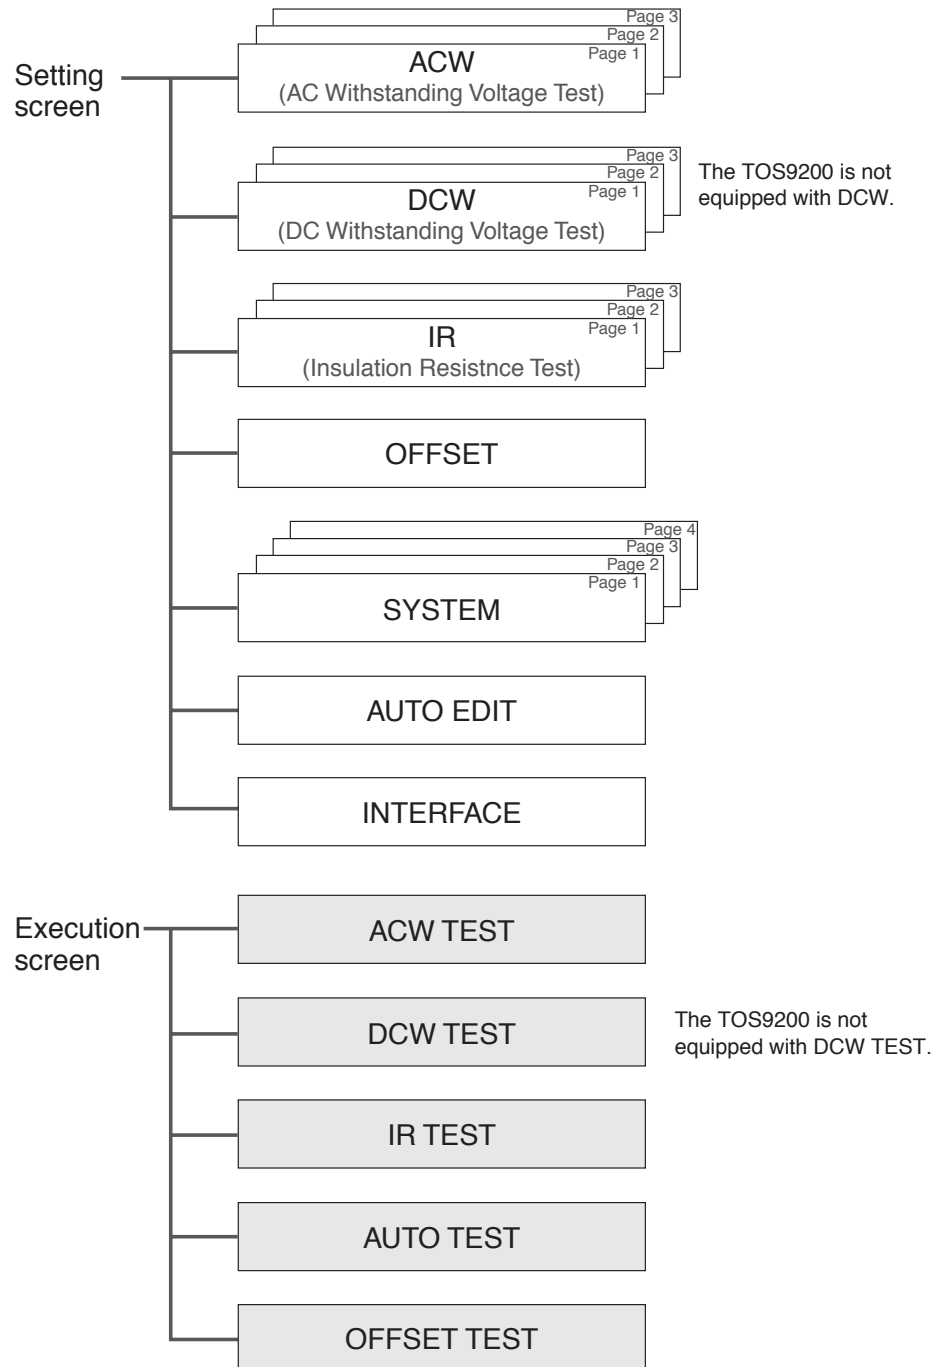 Setting
screen
Page 3
Page 2
Page 1
ACW
(AC Withstanding Voltage Test)
Page 3
Page 2
Page 1
DCW
(DC Withstanding Voltage Test)
The TOS9200 is not
equipped with DCW.
Page 3
Page 2
Page 1
IR
(Insulation Resistnce Test)
OFFSET
Page 4
Page 3
Page 2
Page 1
SYSTEM
AUTO EDIT
INTERFACE
Execution
screen
ACW TEST
DCW TEST
The TOS9200 is not
equipped with DCW TEST.
IR TEST
AUTO TEST
OFFSET TEST